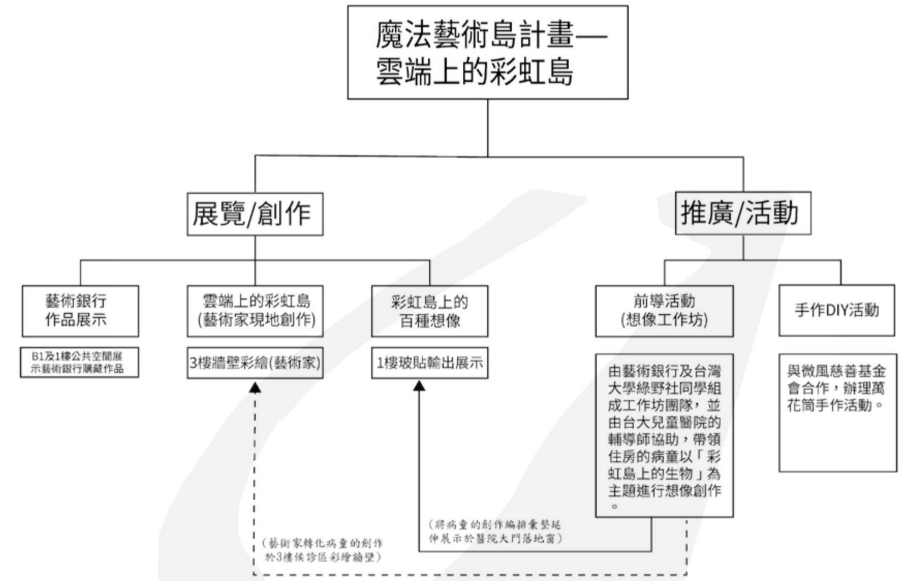 魔法藝術島計畫—
雲端上的彩虹島
展覽/創作
推廣/活動
藝術銀行
作品展示
雲端上的彩虹島
(藝術家現地創作)
彩虹島上的
百種想像
前導活動
(想像工作坊)
手作DIY活動
B1及1樓公共空間展
示藝術銀行購藏作品
3樓牆壁彩繪(藝術家)
1樓玻貼輸出展示
由藝術銀行及台灣
大學綠野社同學組
成工作坊團隊，並
由台大兒童醫院的
輔導師協助，帶領
住房的病童以「彩
虹島上的生物」為
主題進行想像創作
。
與微風慈善基金
會合作，辦理萬
花筒手作活動。
(將病童的創作編排彙整延
伸展示於醫院大門落地窗)
(藝術家轉化病童的創作
於3樓候診區彩繪牆壁)